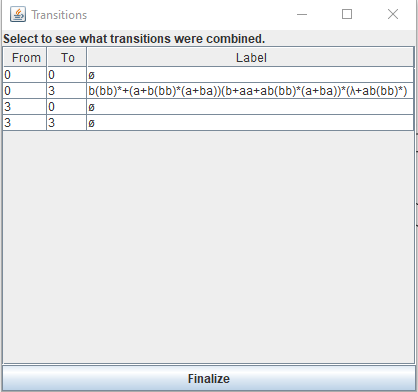 Transitions
Select to see what transitions were combined.
From To Label
0 0 ø
0 3 b(bb)*+(a+b(bb)*(a+ba))(b+aa+ab(bb)*(a+ba))*(λ+ab(bb)*)
3 0 ø
3 3 ø
Finalize